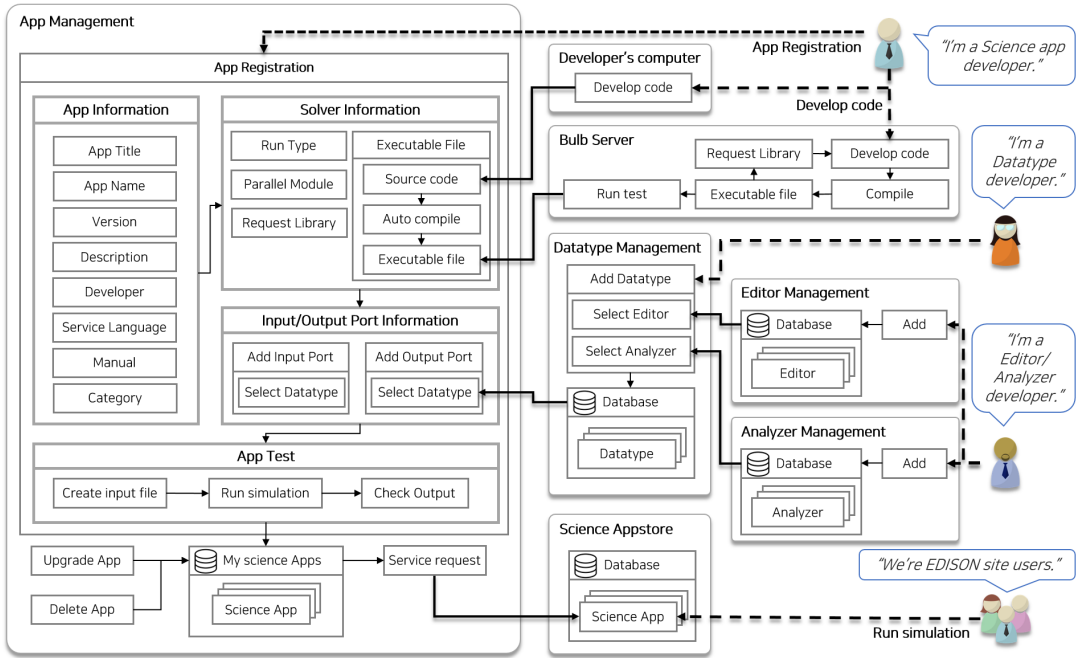 App Management
App Registration
App Information
App Title
App Name
Version
Description
Developer
Service Language
Manual
Category
Solver Information
Run Type
Parallel Module
Request Library
Executable File
Source code
Auto compile
Executable file
Input/Output Port Information
Add Input Port
Select Datatype
Add Output Port
Select Datatype
App Test
Create input file
Run simulation
Check Output
Upgrade App
Delete App
My science Apps
Science App
Service request
App Registration
"I'm a Science app
developer."
Developer's computer
Develop code
Develop code
Bulb Server
Request Library
Develop code
Run test
Executable file
Compile
"I'm a
Datatype
developer."
Datatype Management
Add Datatype
Select Editor
Select Analyzer
Database
Datatype
Editor Management
Database
Add
Editor
"I'm a
Editor/
Analyzer
developer."
Analyzer Management
Database
Add
Analyzer
Science Appstore
Database
Science App
"We're EDISON site users."
Run simulation